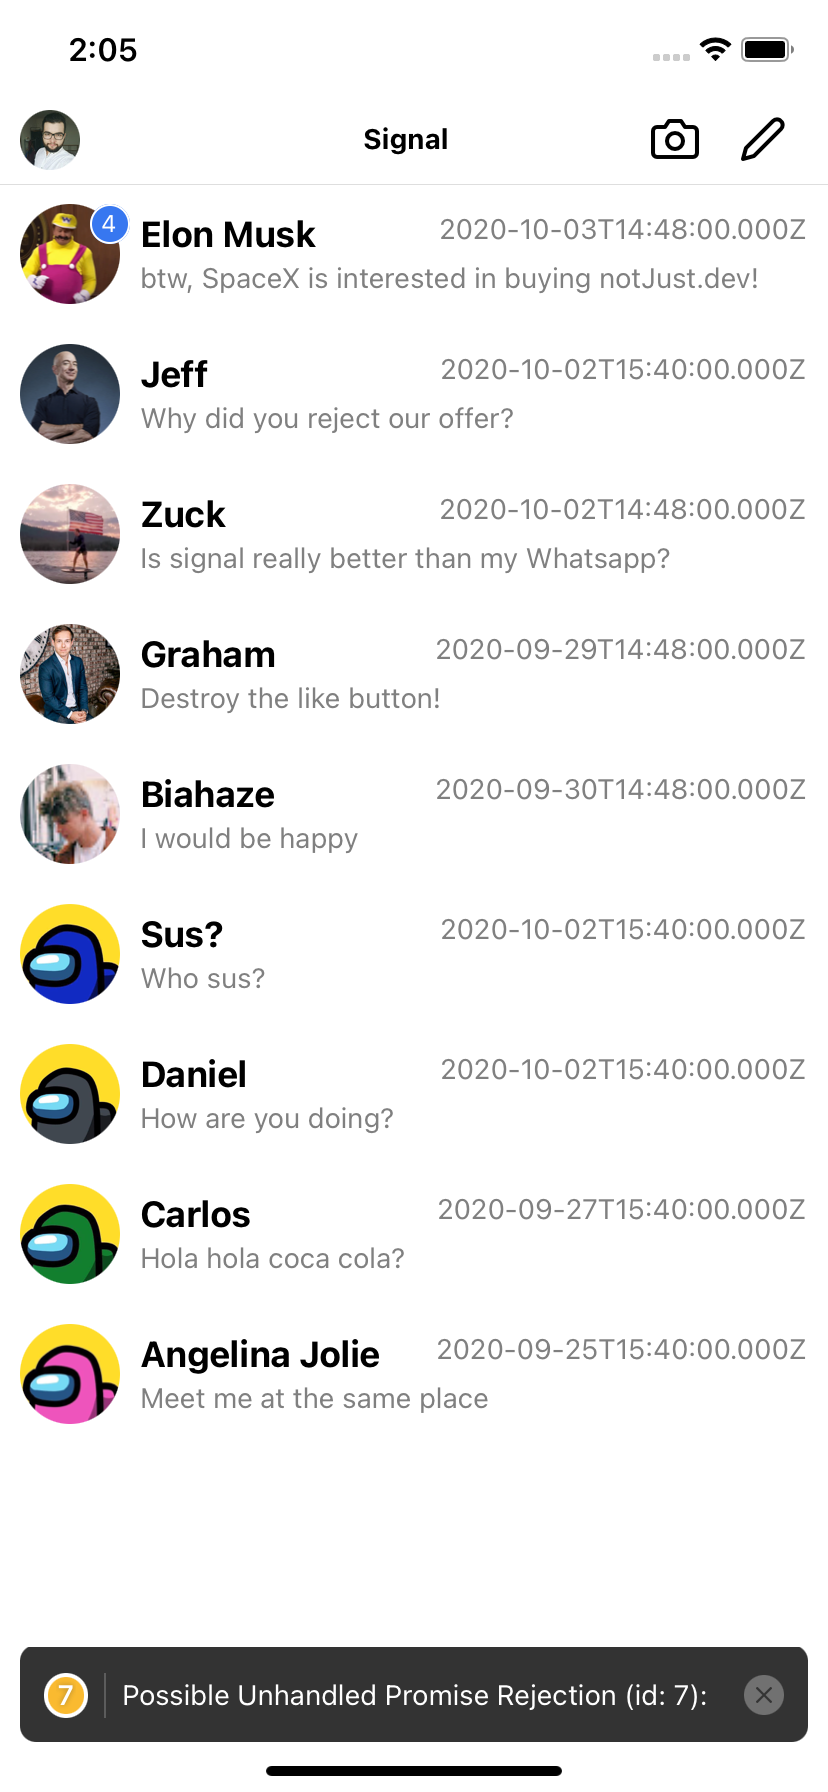 2:05
Signal
4
Elon Musk
2020-10-03T14:48:00.000Z
btw, SpaceX is interested in buying notJust.dev!
Jeff
2020-10-02T15:40:00.000Z
Why did you reject our offer?
Zuck
2020-10-02T14:48:00.000Z
Is signal really better than my Whatsapp?
Graham
2020-09-29T14:48:00.000Z
Destroy the like button!
Biahaze
2020-09-30T14:48:00.000Z
I would be happy
Sus?
2020-10-02T15:40:00.000Z
Who sus?
Daniel
2020-10-02T15:40:00.000Z
How are you doing?
Carlos
2020-09-27T15:40:00.000Z
Hola hola coca cola?
Angelina Jolie
2020-09-25T15:40:00.000Z
Meet me at the same place
7
Possible Unhandled Promise Rejection (id: 7):